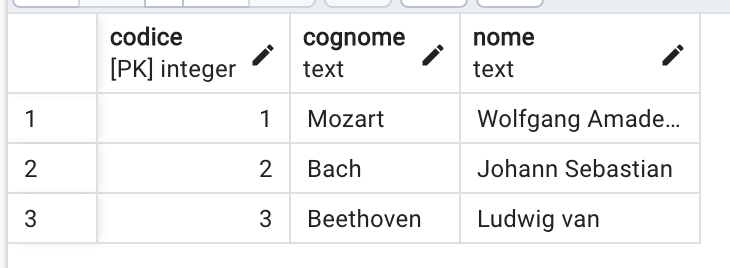 codice cognome nome
[PK] integer text text
1 1 Mozart Wolfgang Amade...
2 2 Bach Johann Sebastian
3 3 Beethoven Ludwig van